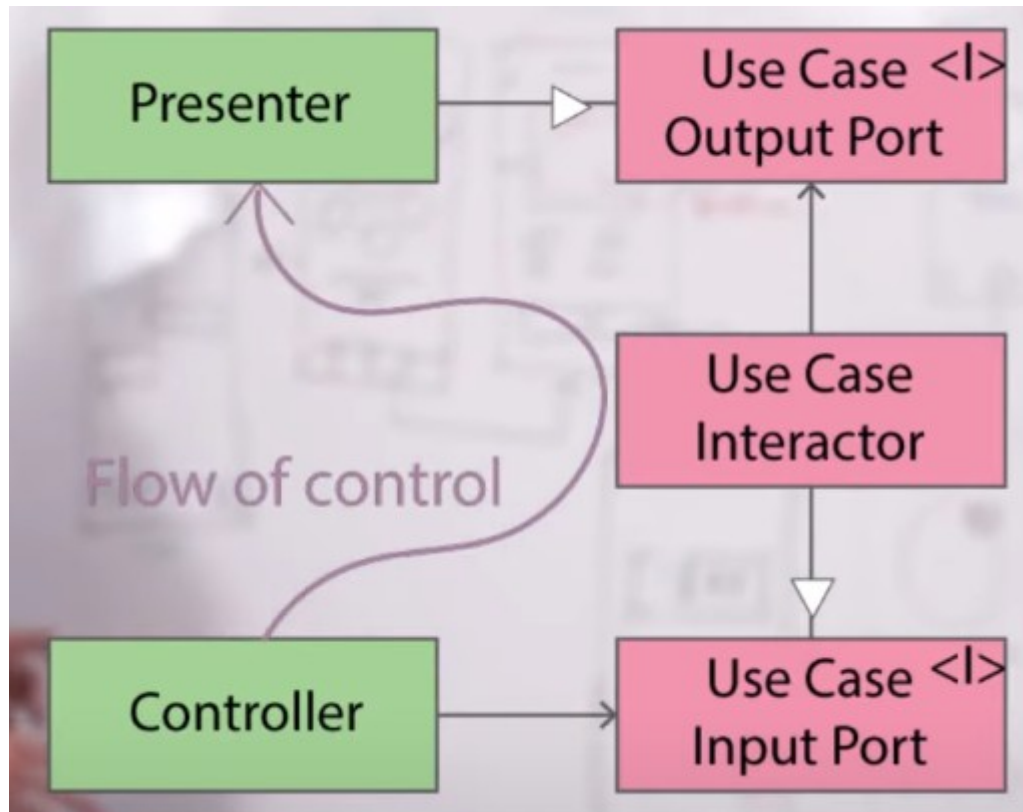 Presenter
Use Case <I>
Output Port
Use Case
Interactor
Flow of control
Controller
Use Case <I>
Input Port